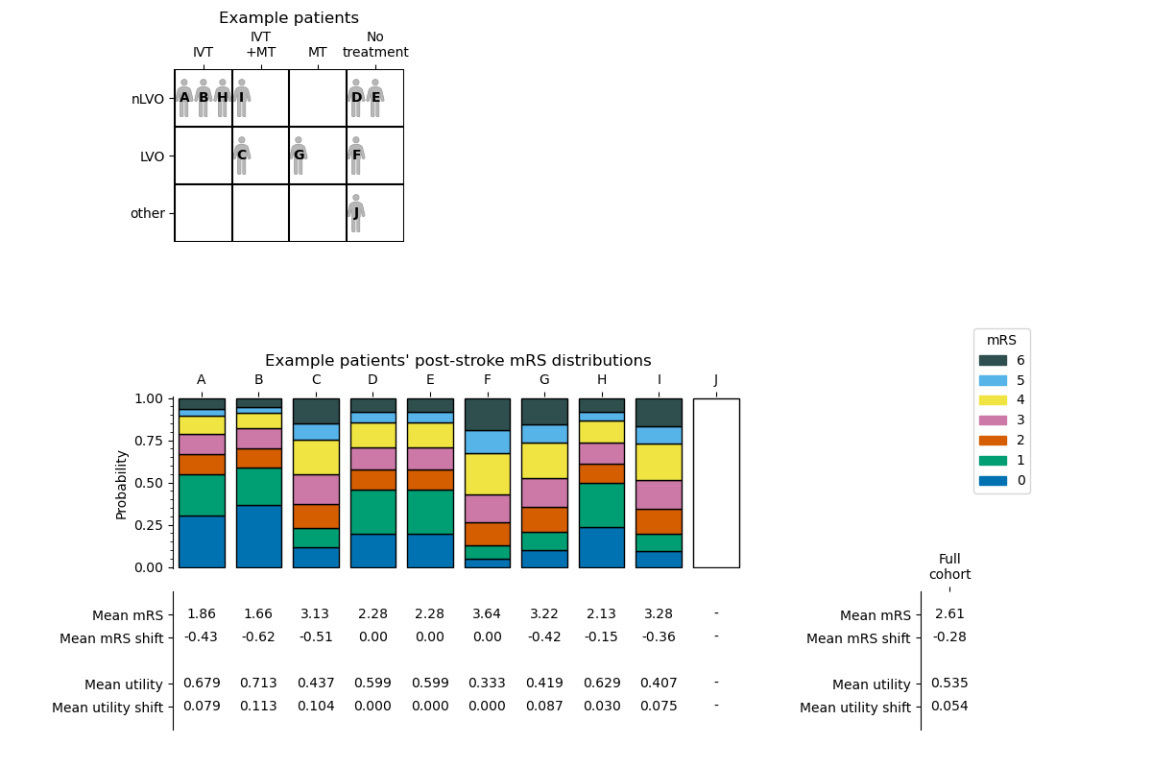 Example patients
IVT
IVT
+MT
MT
No
treatment
nLVO
A B H I D E
LVO
C G F
other
J
mRS
6
5
4
3
2
1
0
Example patients' post-stroke mRS distributions
A B C D E F G H I J
Probability
1.00
0.75
0.50
0.25
0.00
Full
cohort
Mean mRS 1.86 1.66 3.13 2.28 2.28 3.64 3.22 2.13 3.28 -
Mean mRS shift -0.43 -0.62 -0.51 0.00 0.00 0.00 -0.42 -0.15 -0.36 -
Mean utility 0.679 0.713 0.437 0.599 0.599 0.333 0.419 0.629 0.407 -
Mean utility shift 0.079 0.113 0.104 0.000 0.000 0.000 0.087 0.030 0.075 -
Mean mRS 2.61
Mean mRS shift -0.28
Mean utility 0.535
Mean utility shift 0.054